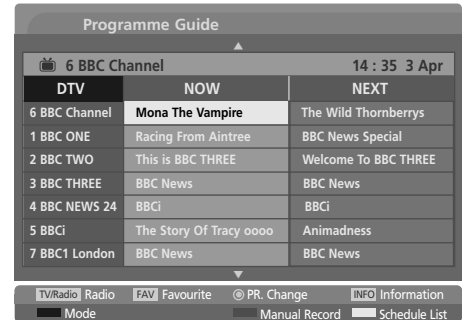 Programme Guide
6 BBC Channel 14 : 35 3 Apr
DTV NOW NEXT
6 BBC Channel Mona The Vampire The Wild Thornberrys
1 BBC ONE Racing From Aintree BBC News Special
2 BBC TWO This is BBC THREE Welcome To BBC THREE
3 BBC THREE BBC News BBC News
4 BBC NEWS 24 BBCi BBCi
5 BBCi The Story Of Tracy oooo Animadness
7 BBC1 London BBC News BBC News
TV/Radio Radio FAV Favourite PR. Change INFO Information
Mode Manual Record Schedule List